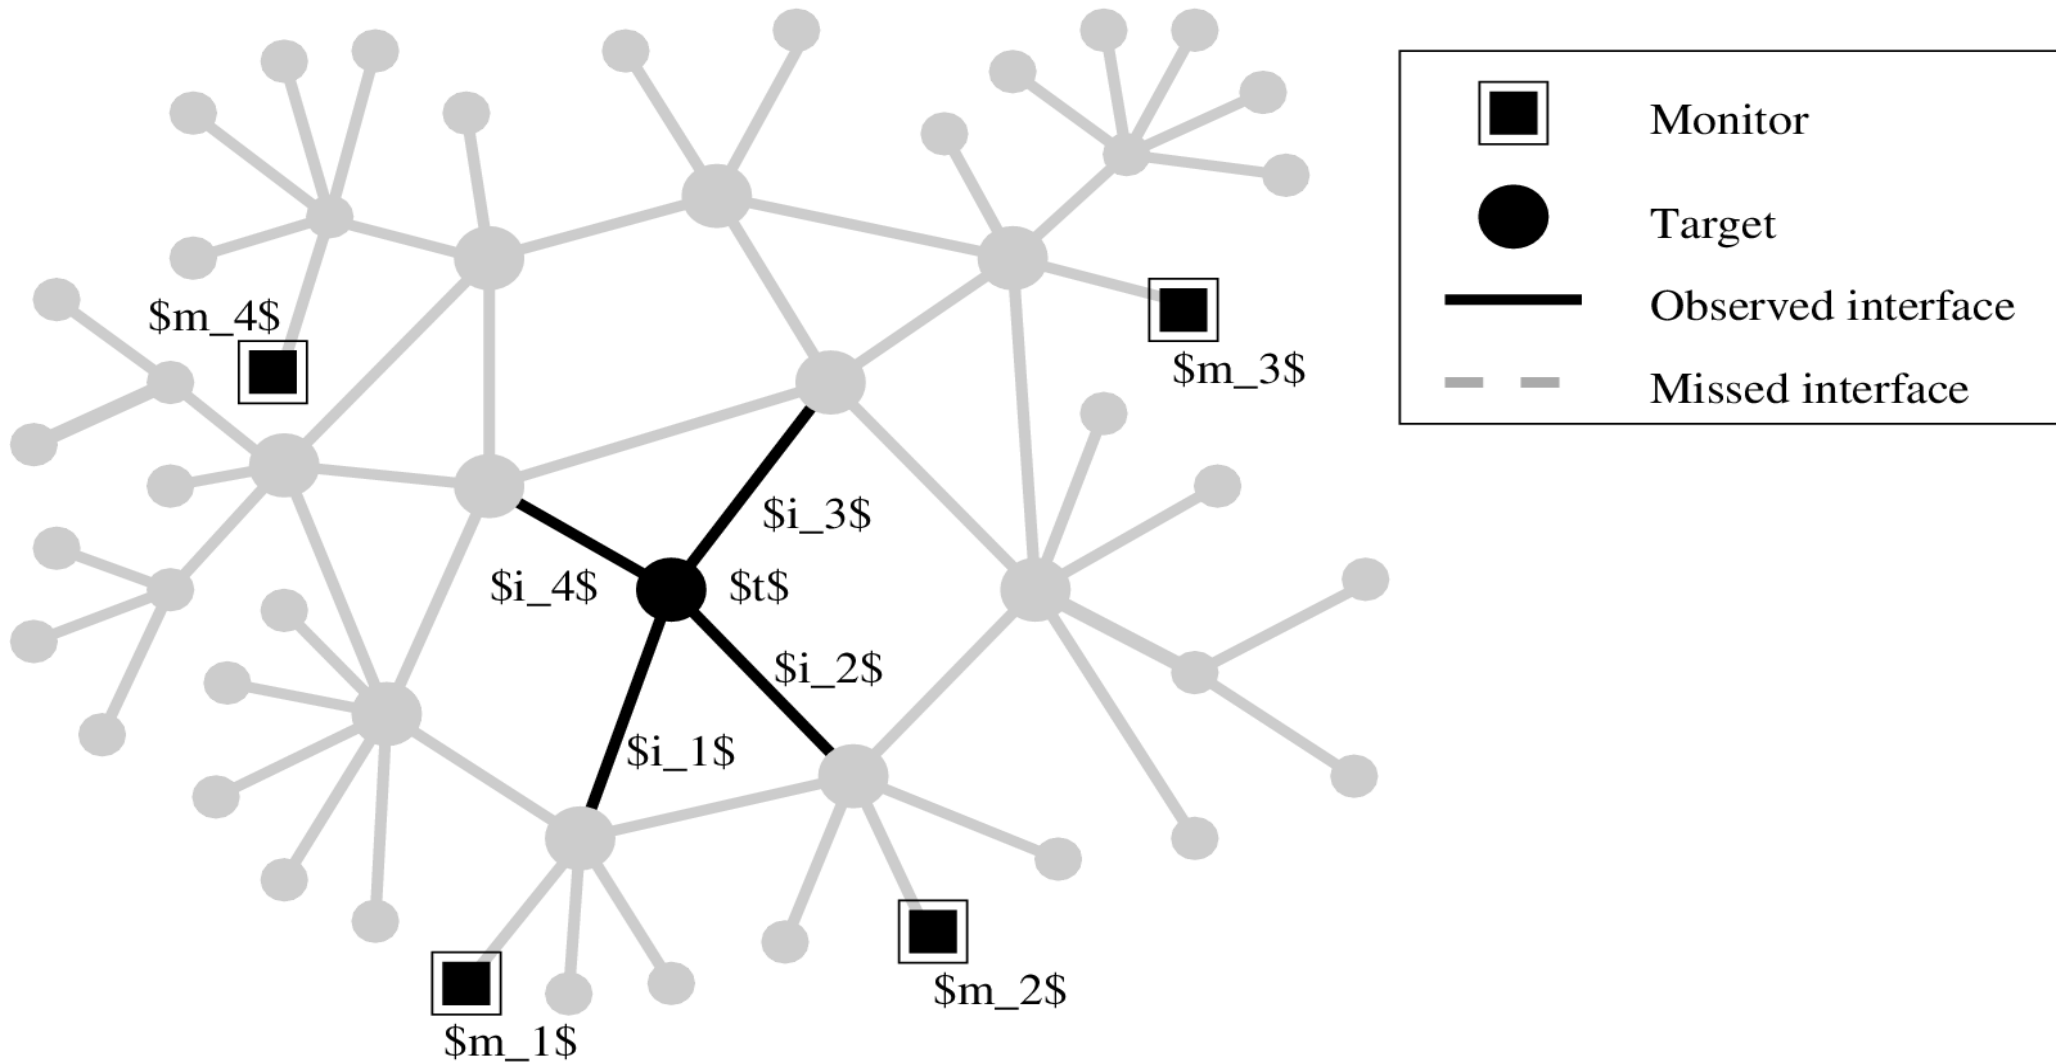 Monitor
Target
Observed interface
Missed interface
$m_4$
$m_3$
$i_3$
$i_4$
$t$
$i_2$
$i_1$
$m_2$
$m_1$